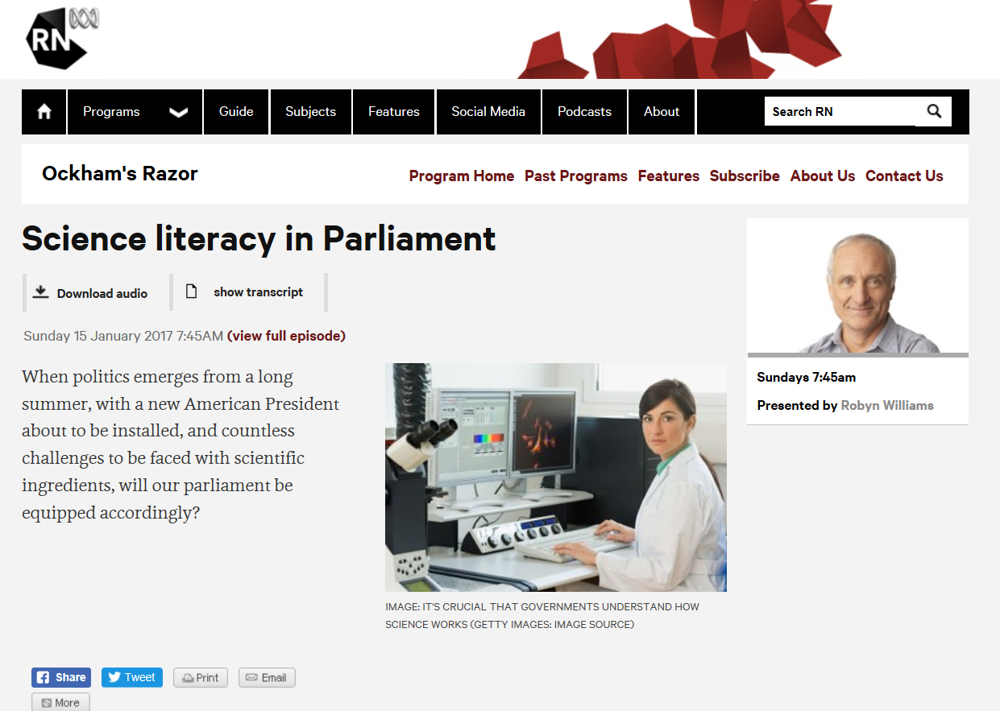 RN
Programs
Guide
Subjects
Features
Social Media
Podcasts
About
Search RN
Ockham's Razor
Program Home
Past Programs
Features
Subscribe
About Us
Contact Us
Science literacy in Parliament
Download audio
show transcript
Sunday 15 January 2017 7:45AM (view full episode)
When politics emerges from a long
summer, with a new American President
about to be installed, and countless
challenges to be faced with scientific
ingredients, will our parliament be
equipped accordingly?
IMAGE: IT'S CRUCIAL THAT GOVERNMENTS UNDERSTAND HOW
SCIENCE WORKS (GETTY IMAGES: IMAGE SOURCE)
Sundays 7:45am
Presented by Robyn Williams
Share
Tweet
Print
Email
More